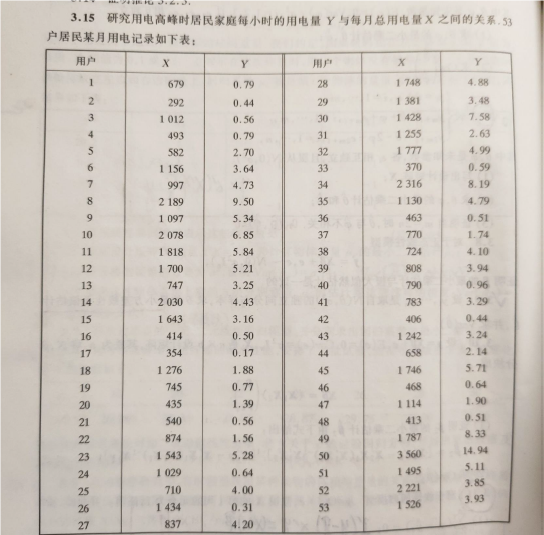 3.15 研究用电高峰时居民家庭每小时的用电量 Y 与每月总用电量 X 之间的关系. 53
户居民某月用电记录如下表:
用户 X Y 用户 X Y
1 679 0.79 28 1 748 4.88
2 292 0.44 29 1 381 3.48
3 1 012 0.56 30 1 428 7.58
4 493 0.79 31 1 255 2.63
5 582 2.70 32 1 777 4.99
6 1 156 3.64 33 370 0.59
7 997 4.73 34 2 316 8.19
8 2 189 9.50 35 1 130 4.79
9 1 097 5.34 36 463 0.51
10 2 078 6.85 37 770 1.74
11 1 818 5.84 38 724 4.10
12 1 700 5.21 39 808 3.94
13 747 3.25 40 790 0.96
14 2 030 4.43 41 783 3.29
15 1 643 3.16 42 406 0.44
16 414 0.50 43 1 242 3.24
17 354 0.17 44 658 2.14
18 1 276 1.88 45 1 746 5.71
19 745 0.77 46 468 0.64
20 435 1.39 47 1 114 1.90
21 540 0.56 48 413 0.51
22 874 1.56 49 1 787 8.33
23 1 543 5.28 50 3 560 14.94
24 1 029 0.64 51 1 495 5.11
25 710 4.00 52 2 221 3.85
26 1 434 0.31 53 1 526 3.93
27 837 4.20